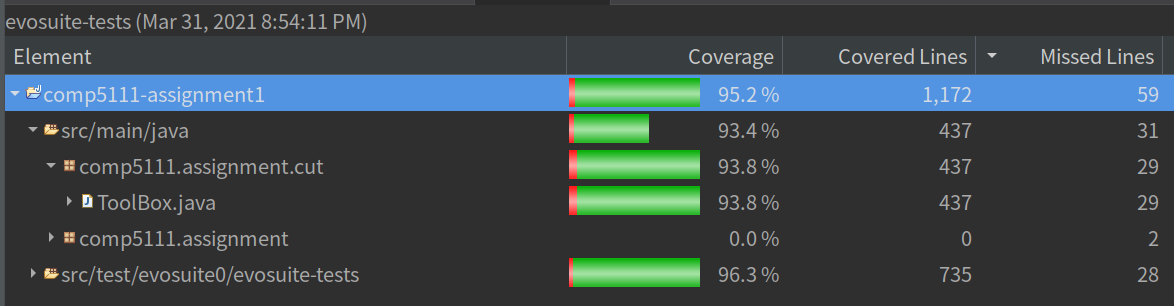 evosuite-tests (Mar 31, 2021 8:54:11 PM)
Element Coverage Covered Lines Missed Lines
comp5111-assignment1 95.2 % 1,172 59
src/main/java 93.4 % 437 31
comp5111.assignment.cut 93.8 % 437 29
ToolBox.java 93.8 % 437 29
comp5111.assignment 0.0 % 0 2
src/test/evosuite0/evosuite-tests 96.3 % 735 28